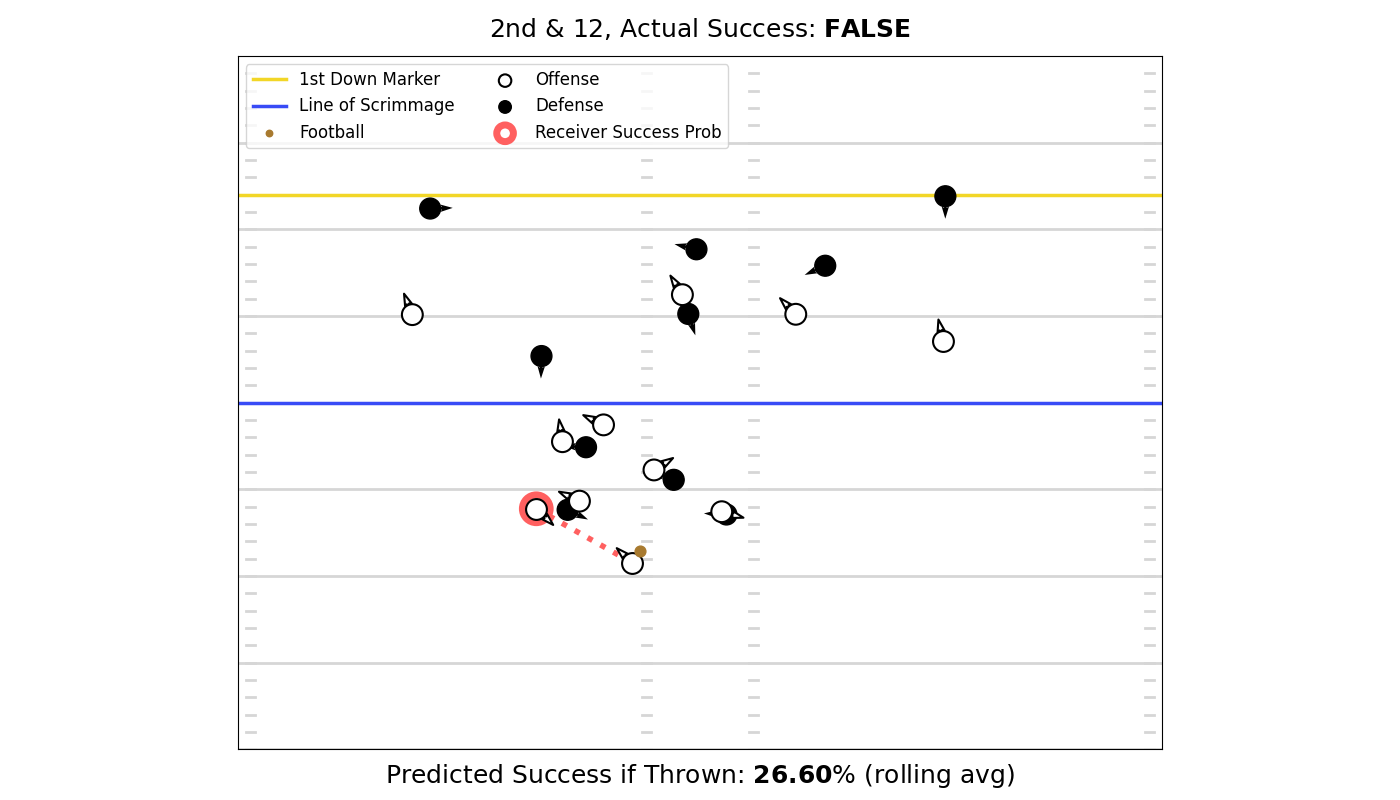 2nd & 12, Actual Success: FALSE
1st Down Marker
Line of Scrimmage
Football
Offense
Defense
Receiver Success Prob
Predicted Success if Thrown: 26.60% (rolling avg)